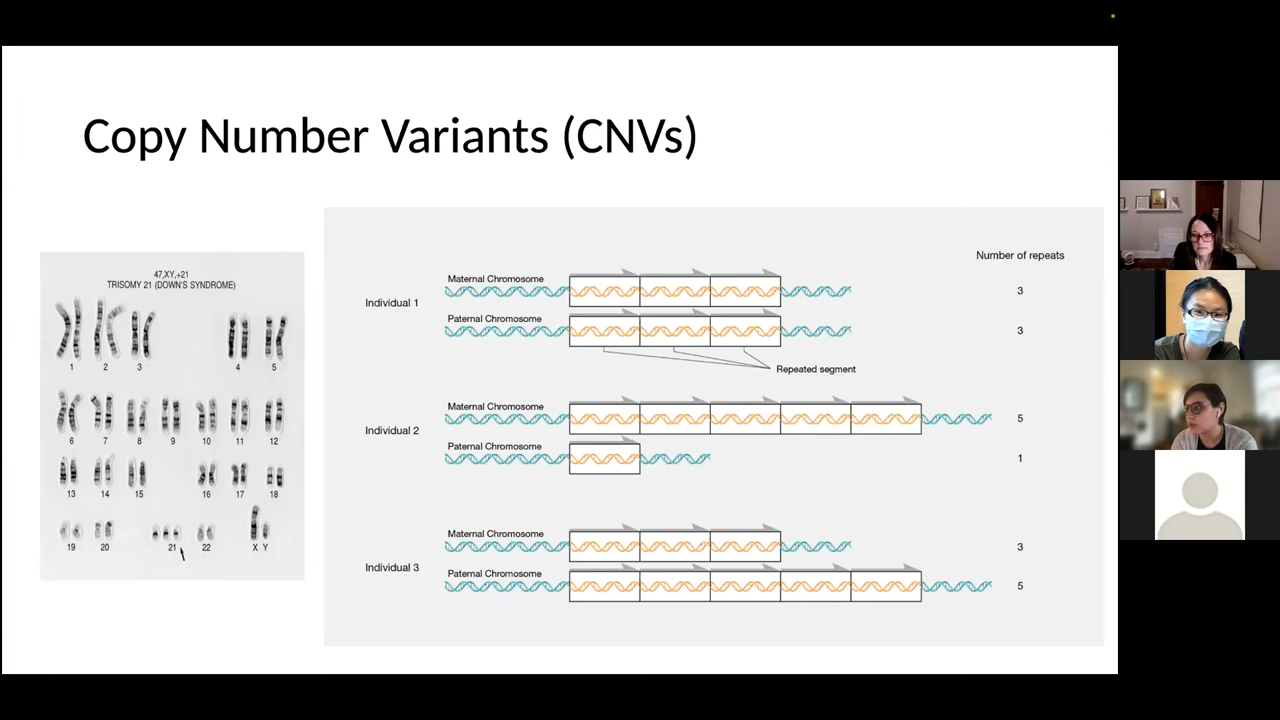 Copy Number Variants (CNVs)
47,XY,+21
TRISOMY 21 (DOWN'S SYNDROME)
1 2 3 4 5
6 7 8 9 10 11 12
13 14 15 16 17 18
19 20 21 22 X Y
Number of repeats
Individual 1
Maternal Chromosome
3
Paternal Chromosome
3
Repeated segment
Individual 2
Maternal Chromosome
5
Paternal Chromosome
1
Individual 3
Maternal Chromosome
3
Paternal Chromosome
5